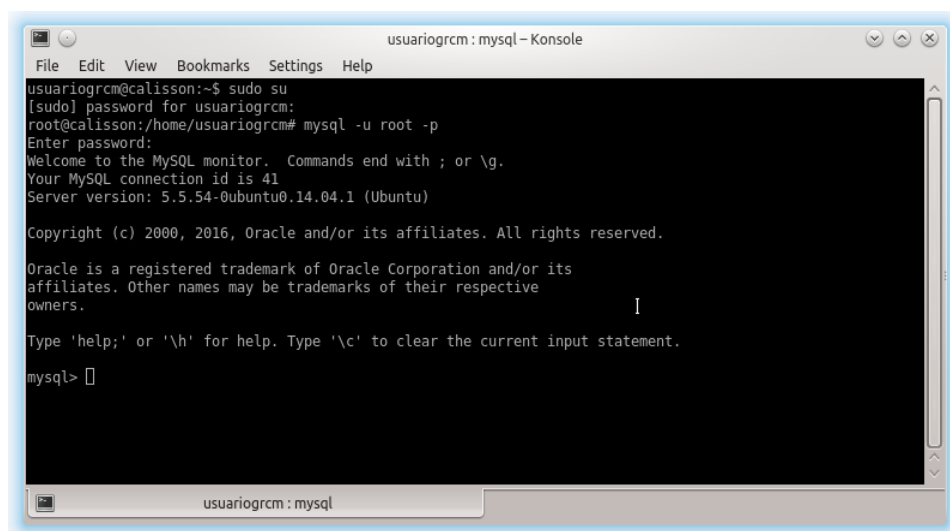 usuariogrcm : mysql – Konsole
File Edit View Bookmarks Settings Help
usuariogrcm@calisson:~$ sudo su
[sudo] password for usuariogrcm:
root@calisson:/home/usuariogrcm# mysql -u root -p
Enter password:
Welcome to the MySQL monitor.  Commands end with ; or \g.
Your MySQL connection id is 41
Server version: 5.5.54-0ubuntu0.14.04.1 (Ubuntu)
Copyright (c) 2000, 2016, Oracle and/or its affiliates. All rights reserved.
Oracle is a registered trademark of Oracle Corporation and/or its
affiliates. Other names may be trademarks of their respective
owners.
Type 'help;' or '\h' for help. Type '\c' to clear the current input statement.
mysql>
usuariogrcm : mysql